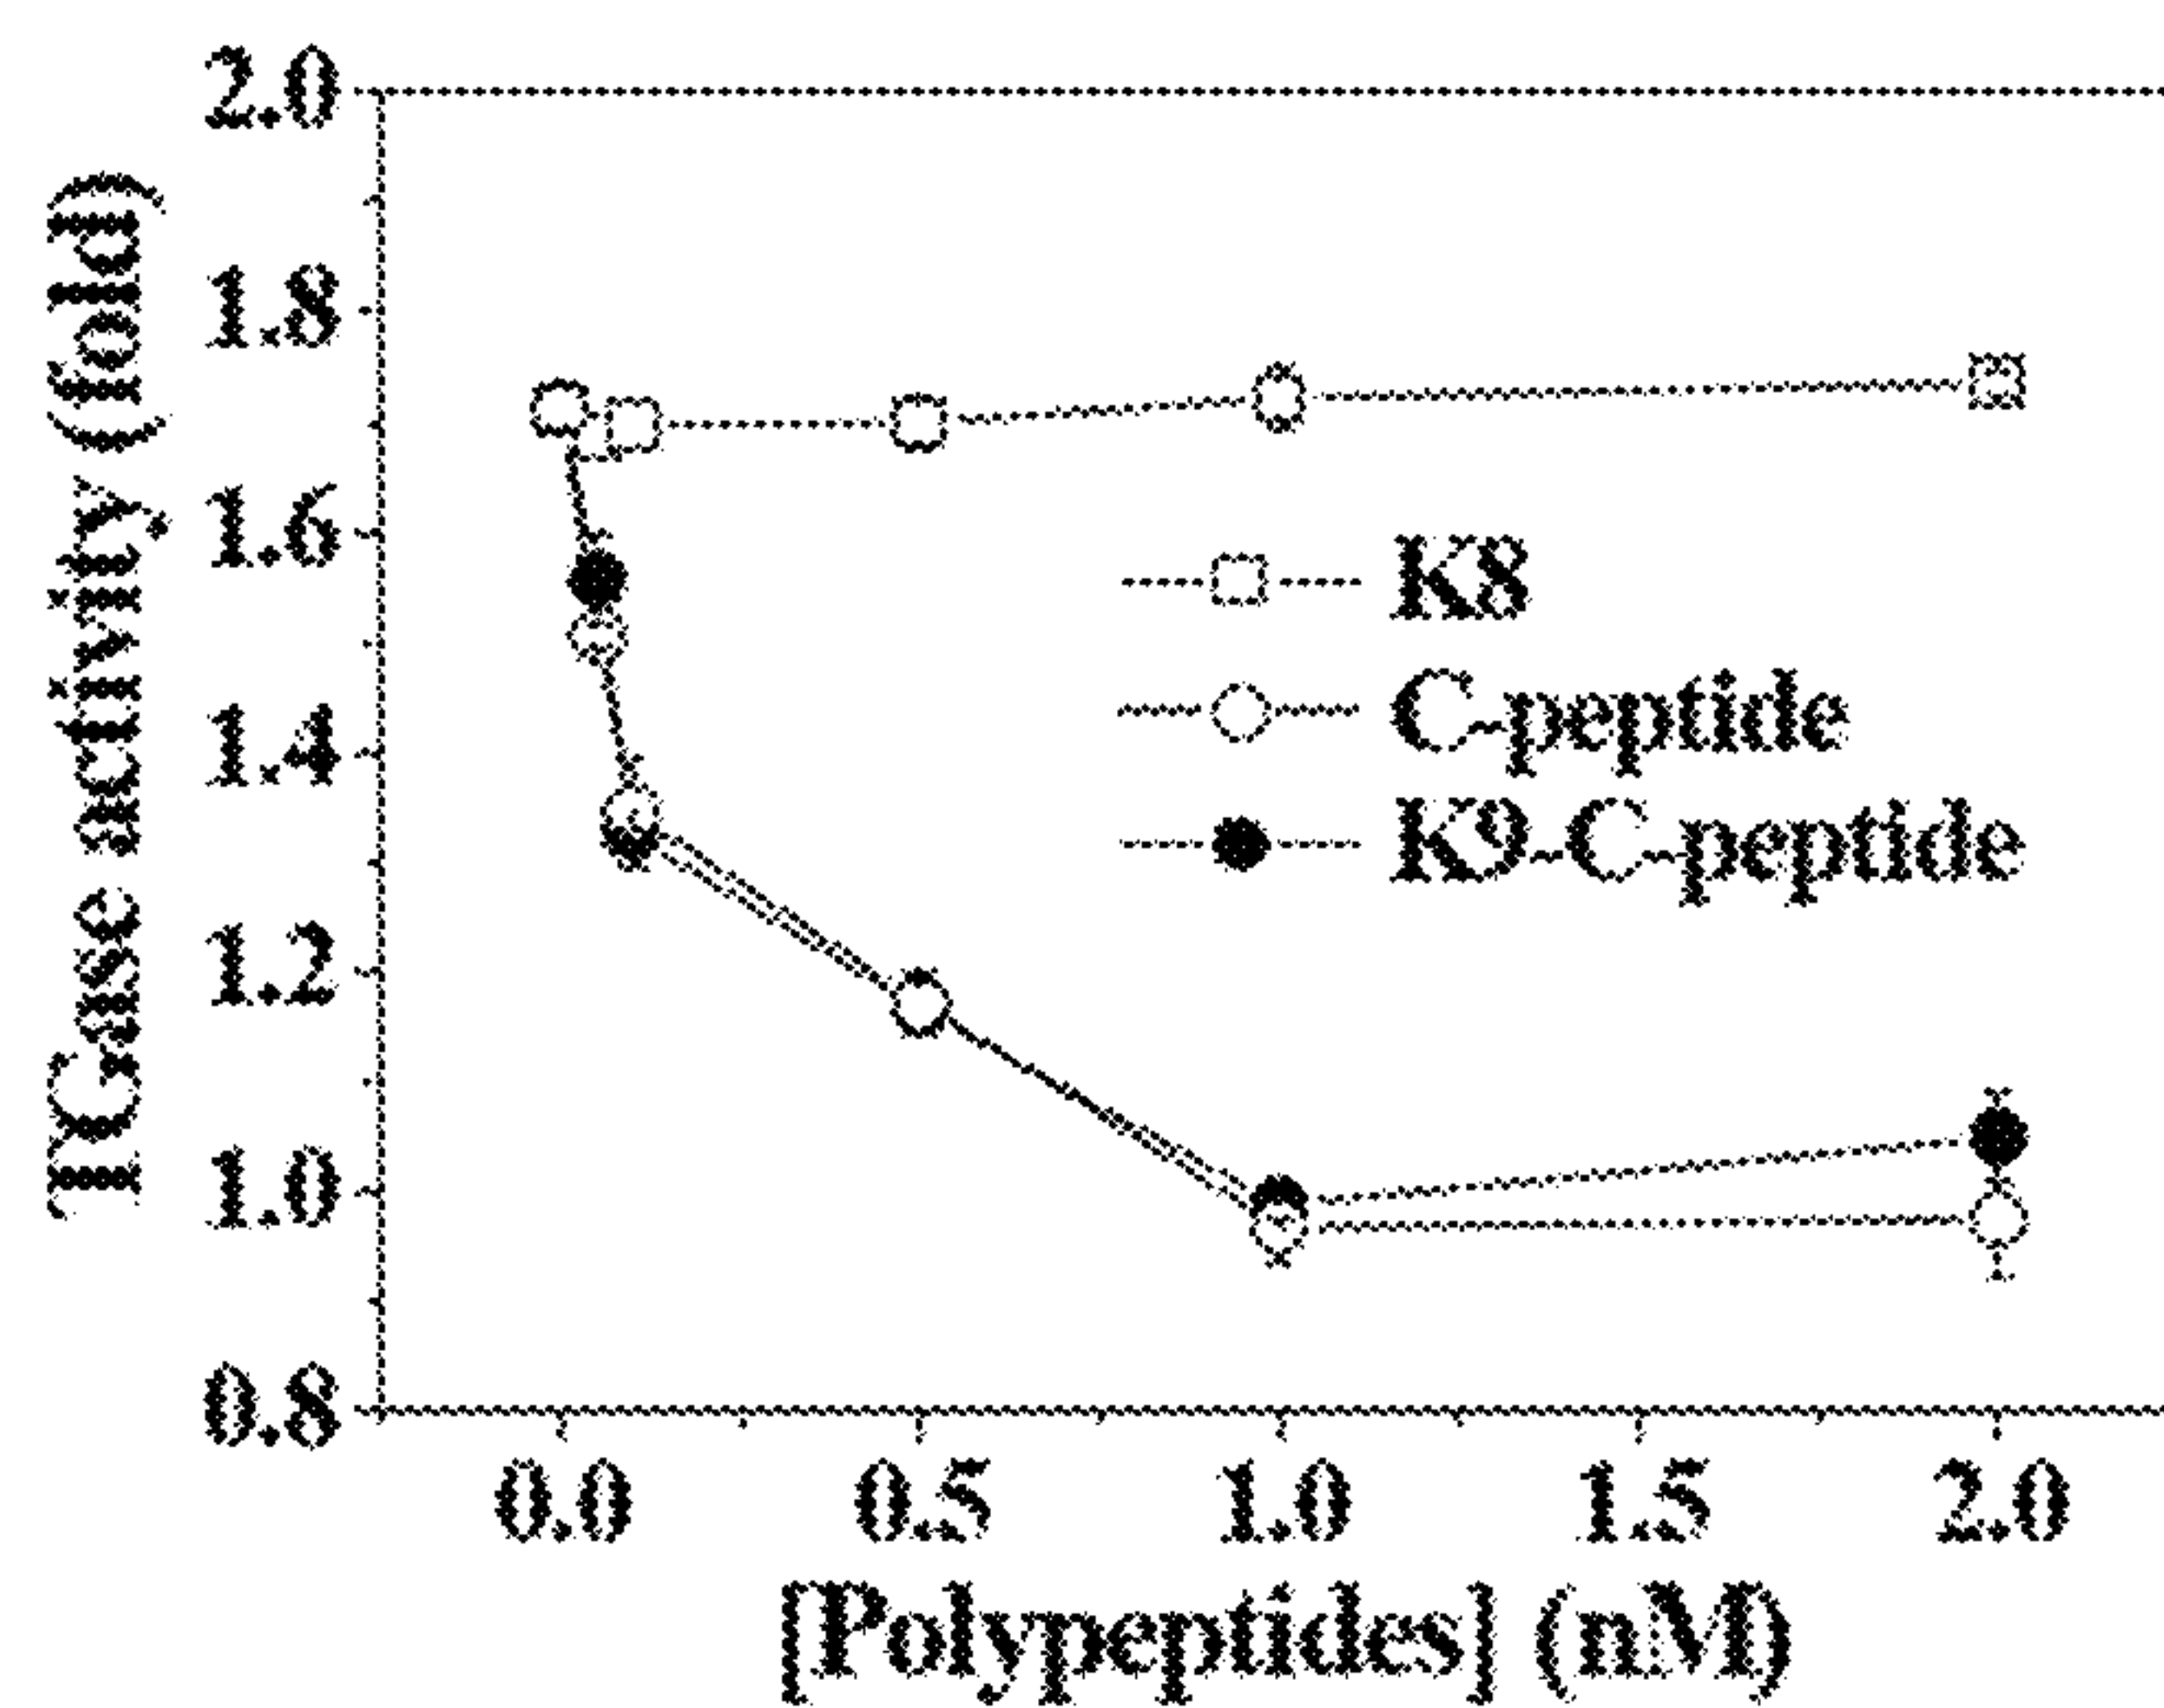 TGase activity (fold)
2.0
1.8
1.6
1.4
1.2
1.0
0.8
K8
C-peptide
K9-C-peptide
0.0 0.5 1.0 1.5 2.0
[Polypeptides] (nM)